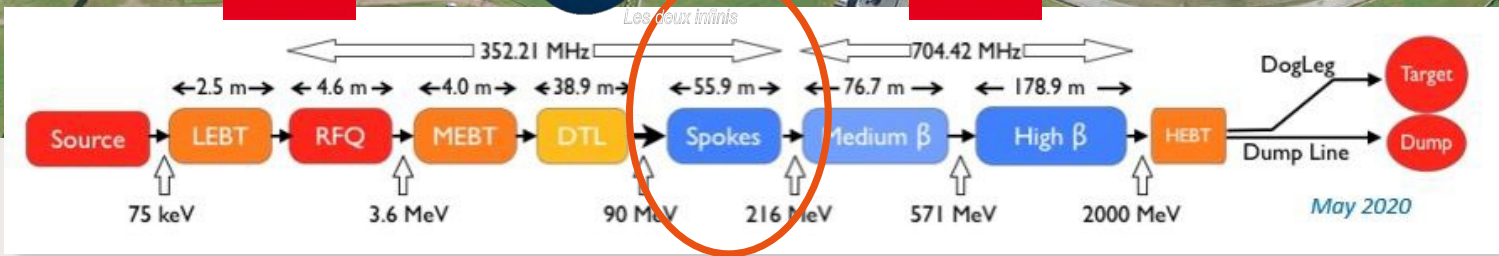 Les deux infinis
352.21 MHz
704.42 MHz
2.5 m
4.6 m
4.0 m
38.9 m
55.9 m
76.7 m
178.9 m
DogLeg
Target
Source
LEBT
RFQ
MEBT
DTL
Spokes
Medium β
High β
HEBT
Dump Line
Dump
75 keV
3.6 MeV
90 MeV
216 MeV
571 MeV
2000 MeV
May 2020